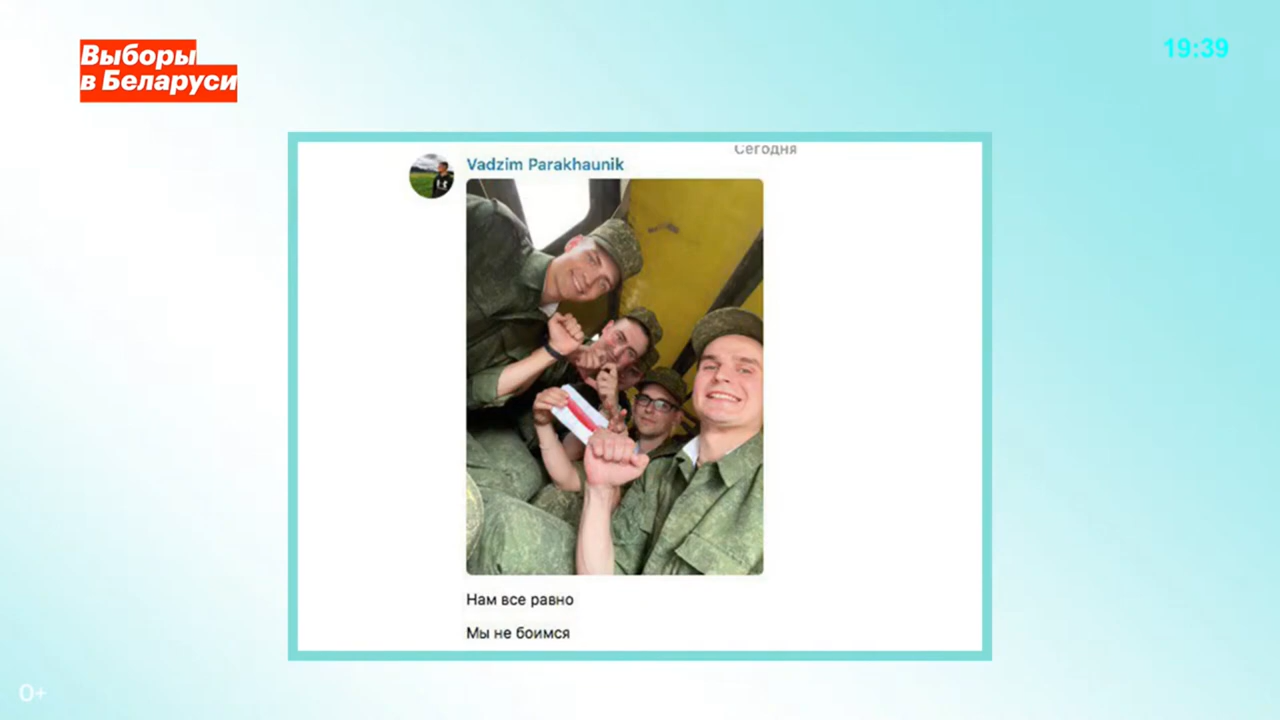 Выборы
в Беларуси
19:39
Сегодня
Vadzim Parakhaunik
Нам все равно
Мы не боимся
0+